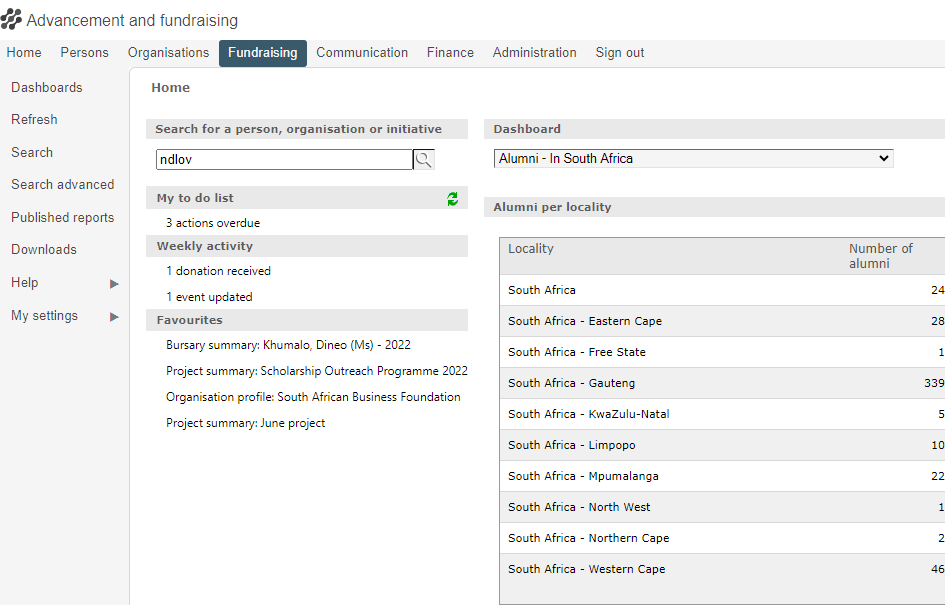 Advancement and fundraising
Home Persons Organisations Fundraising Communication Finance Administration Sign out
Dashboards
Refresh
Search
Search advanced
Published reports
Downloads
Help
My settings
Home
Search for a person, organisation or initiative
ndlov
My to do list
3 actions overdue
Weekly activity
1 donation received
1 event updated
Favourites
Bursary summary: Khumalo, Dineo (Ms) - 2022
Project summary: Scholarship Outreach Programme 2022
Organisation profile: South African Business Foundation
Project summary: June project
Dashboard
Alumni - In South Africa
Alumni per locality
Locality Number of
alumni
South Africa 24
South Africa - Eastern Cape 28
South Africa - Free State 1
South Africa - Gauteng 339
South Africa - KwaZulu-Natal 5
South Africa - Limpopo 10
South Africa - Mpumalanga 22
South Africa - North West 1
South Africa - Northern Cape 2
South Africa - Western Cape 46